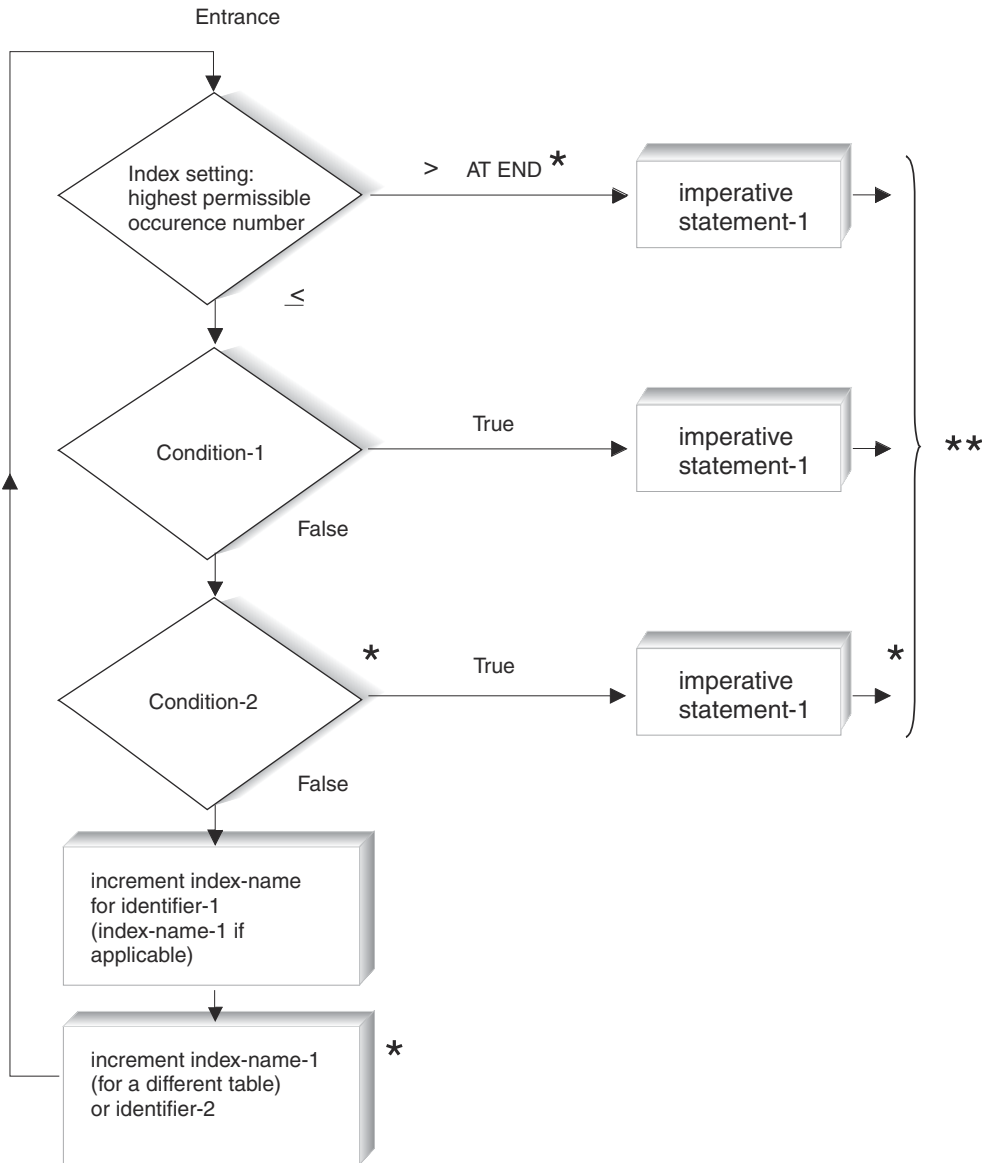 Entrance
Index setting:
highest permissible
occurence number
> AT END *
imperative
statement-1
≤
Condition-1
True
imperative
statement-1
**
False
Condition-2
*
True
imperative
statement-1
*
False
increment index-name
for identifier-1
(index-name-1 if
applicable)
increment index-name-1
(for a different table)
or identifier-2
*